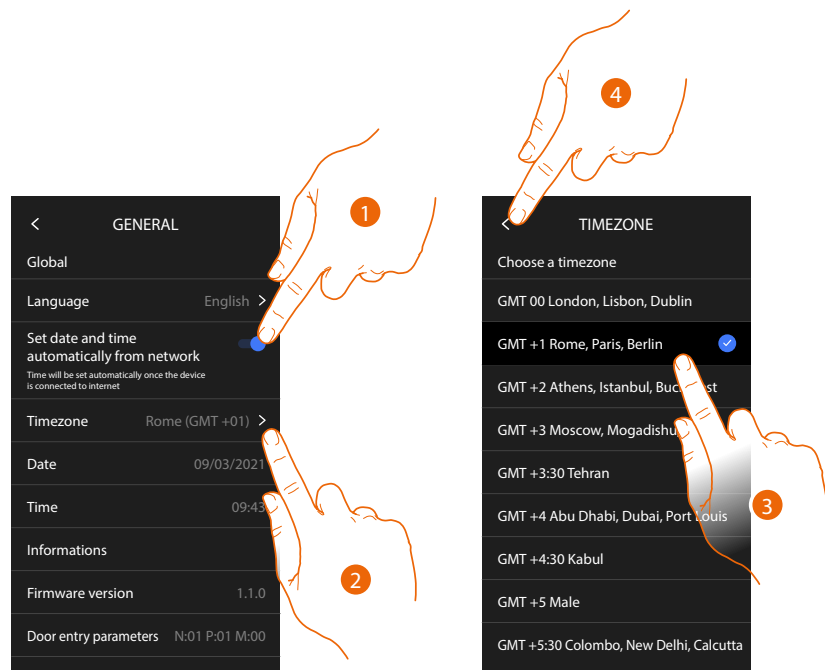 4
1
< GENERAL
Global
Language English >
Set date and time
automatically from network
Time will be set automatically once the device
is connected to internet
Timezone Rome (GMT +01) >
Date 09/03/2021
Time 09:43
Informations
Firmware version 1.1.0
Door entry parameters N:01 P:01 M:00
2
< TIMEZONE
Choose a timezone
GMT 00 London, Lisbon, Dublin
GMT +1 Rome, Paris, Berlin
GMT +2 Athens, Istanbul,
GMT +3 Moscow, Mogadishu
GMT +3:30 Tehran
GMT +4 Abu Dhabi, Dubai, Port Louis
GMT +4:30 Kabul
GMT +5 Male
GMT +5:30 Colombo, New Delhi, Calcutta
3